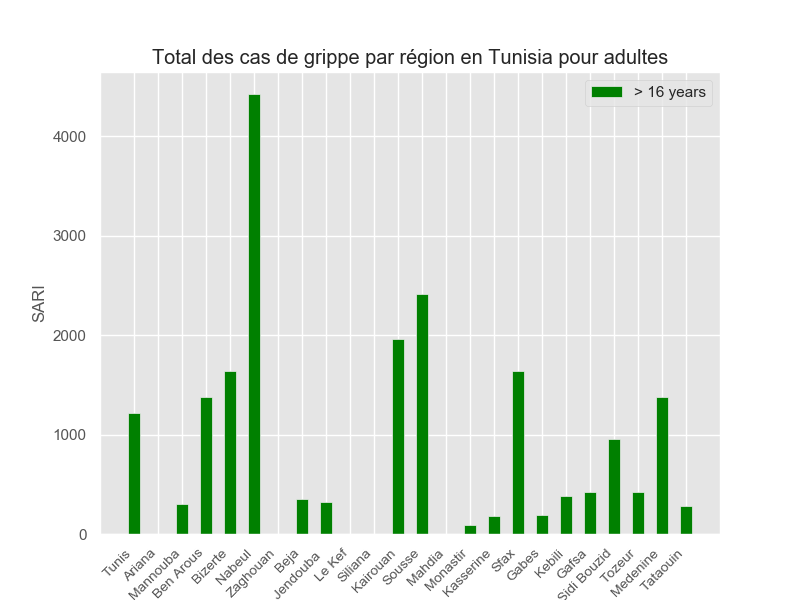 Total des cas de grippe par région en Tunisia pour adultes
> 16 years
SARI
4000
3000
2000
1000
0
Tunis
Ariana
Mannouba
Ben Arous
Bizerte
Nabeul
Zaghouan
Beja
Jendouba
Le Kef
Siliana
Kairouan
Sousse
Mahdia
Monastir
Kasserine
Sfax
Gabes
Kebili
Gafsa
Sidi Bouzid
Tozeur
Medenine
Tataouin